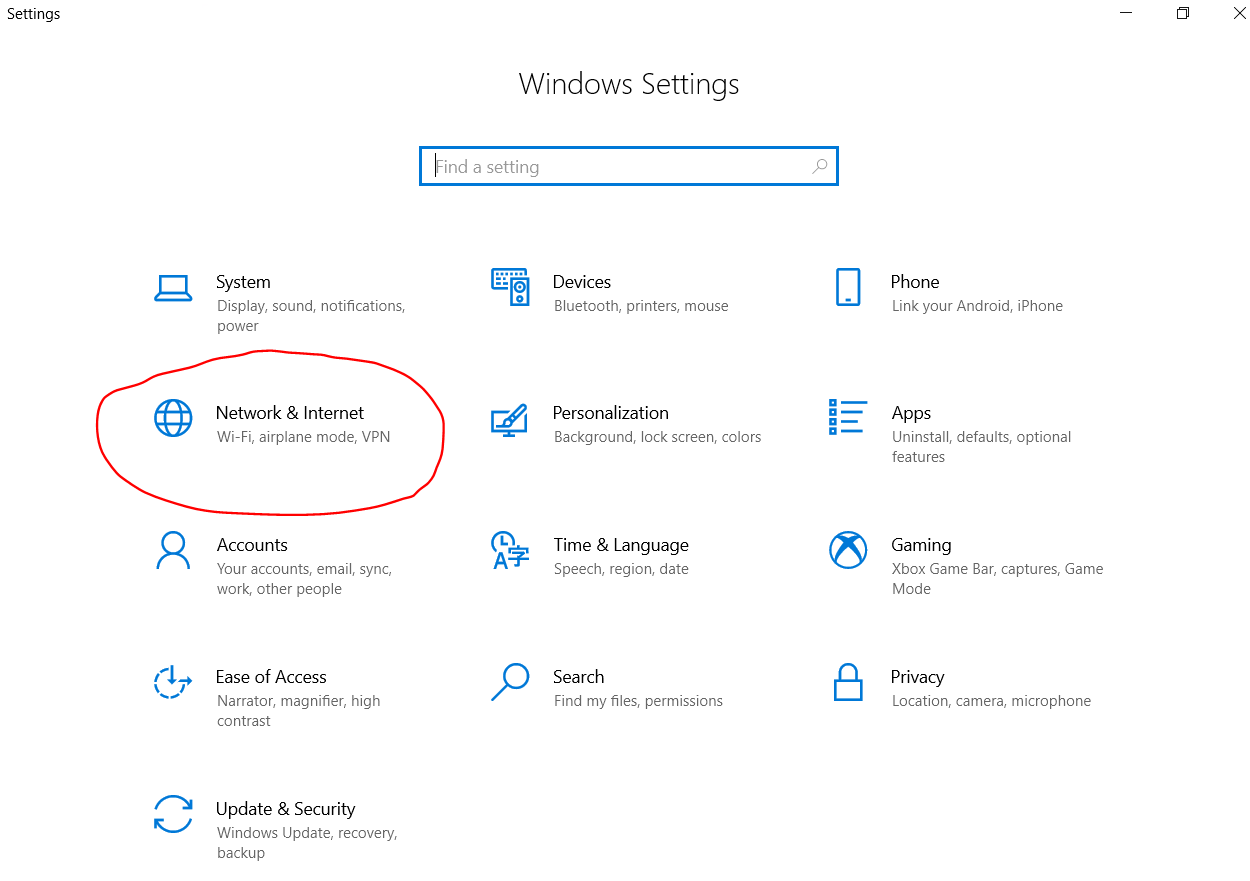 Settings
Windows Settings
Find a setting
System
Display, sound, notifications,
power
Devices
Bluetooth, printers, mouse
Phone
Link your Android, iPhone
Network & Internet
Wi-Fi, airplane mode, VPN
Personalization
Background, lock screen, colors
Apps
Uninstall, defaults, optional
features
Accounts
Your accounts, email, sync,
work, other people
Time & Language
Speech, region, date
Gaming
Xbox Game Bar, captures, Game
Mode
Ease of Access
Narrator, magnifier, high
contrast
Search
Find my files, permissions
Privacy
Location, camera, microphone
Update & Security
Windows Update, recovery,
backup